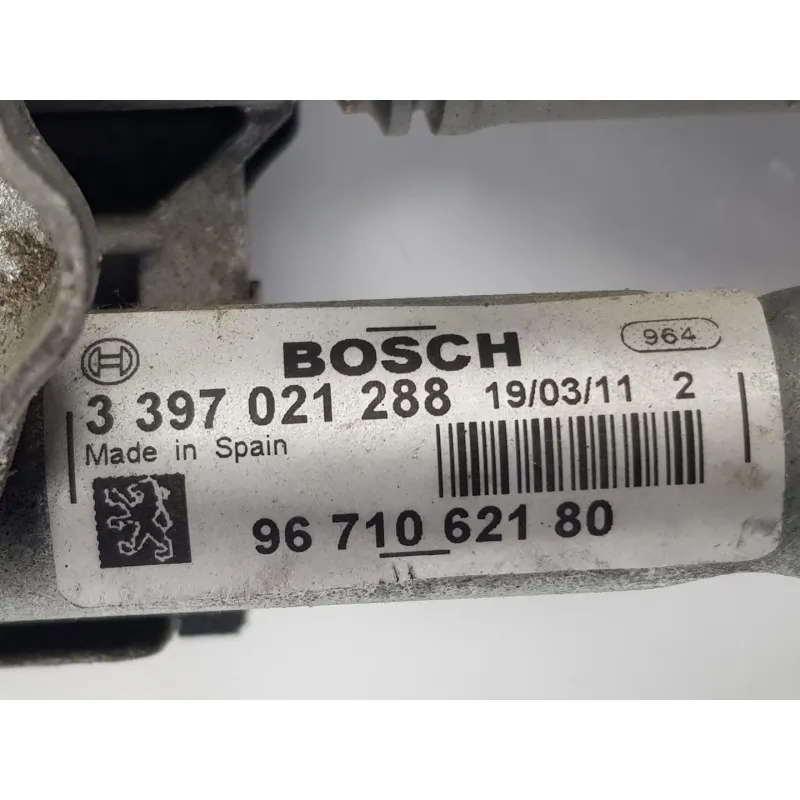 BOSCH 964
3 397 021 288 19/03/11 2
Made in Spain
96 710 621 80